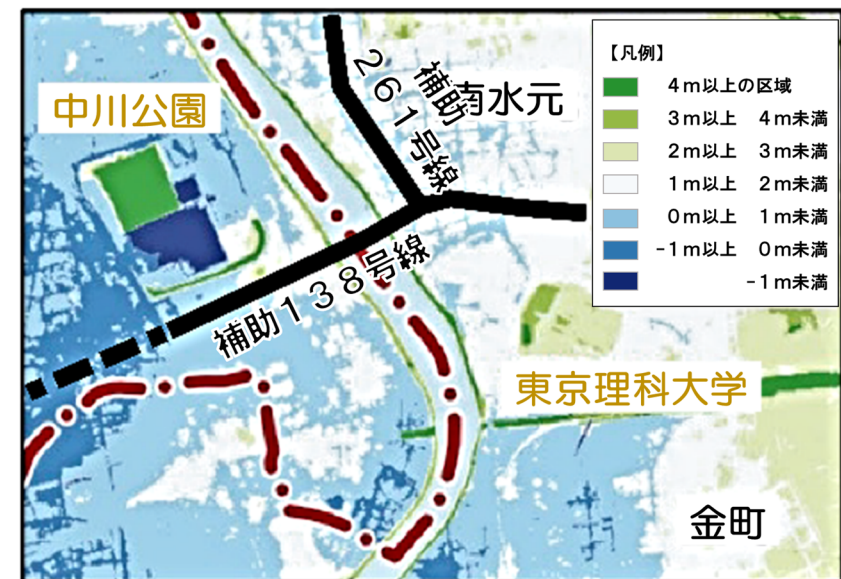 中川公園
補助261号線
南水元
補助138号線
東京理科大学
金町
【凡例】
4m以上の区域
3m以上 4m未満
2m以上 3m未満
1m以上 2m未満
0m以上 1m未満
-1m以上 0m未満
-1m未満